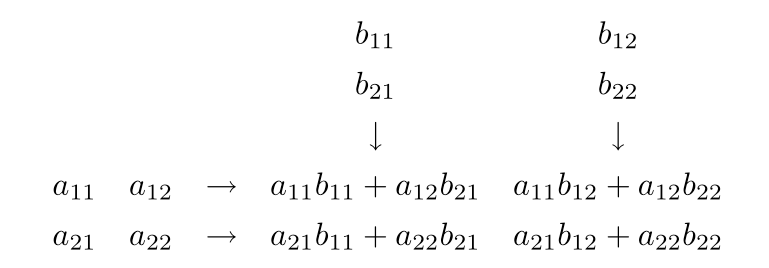 b₁₁ b₁₂
b₂₁ b₂₂
↓ ↓
a₁₁ a₁₂ → a₁₁b₁₁ + a₁₂b₂₁ a₁₁b₁₂ + a₁₂b₂₂
a₂₁ a₂₂ → a₂₁b₁₁ + a₂₂b₂₁ a₂₁b₁₂ + a₂₂b₂₂